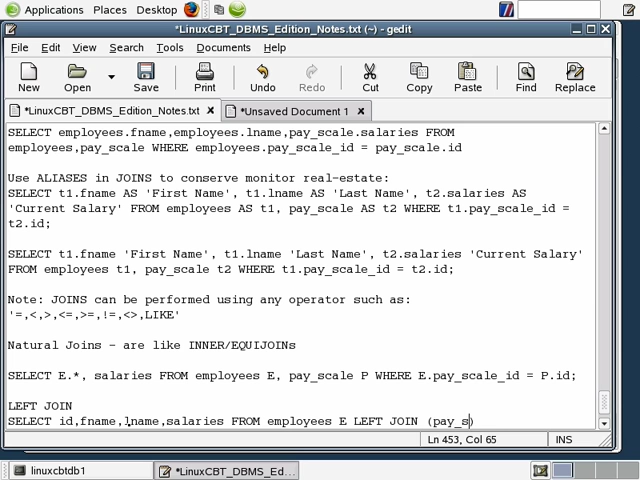 Applications Places Desktop
*LinuxCBT_DBMS_Edition_Notes.txt (~) - gedit
File Edit View Search Tools Documents Help
New Open Save Print Undo Redo Cut Copy Paste Find Replace
*LinuxCBT_DBMS_Edition_Notes.txt *Unsaved Document 1
SELECT employees.fname,employees.lname,pay_scale.salaries FROM
employees,pay_scale WHERE employees.pay_scale_id = pay_scale.id
Use ALIASES in JOINS to conserve monitor real-estate:
SELECT t1.fname AS 'First Name', t1.lname AS 'Last Name', t2.salaries AS
'Current Salary' FROM employees AS t1, pay_scale AS t2 WHERE t1.pay_scale_id =
t2.id;
SELECT t1.fname 'First Name', t1.lname 'Last Name', t2.salaries 'Current Salary'
FROM employees t1, pay_scale t2 WHERE t1.pay_scale_id = t2.id;
Note: JOINS can be performed using any operator such as:
'=,<,>,<=,>=,!=,<>,LIKE'
Natural Joins - are like INNER/EQUIJOINs
SELECT E.*, salaries FROM employees E, pay_scale P WHERE E.pay_scale_id = P.id;
LEFT JOIN
SELECT id,fname,lname,salaries FROM employees E LEFT JOIN (pay_s)
Ln 453, Col 65 INS
linuxcbtdb1 *LinuxCBT_DBMS_Ed...